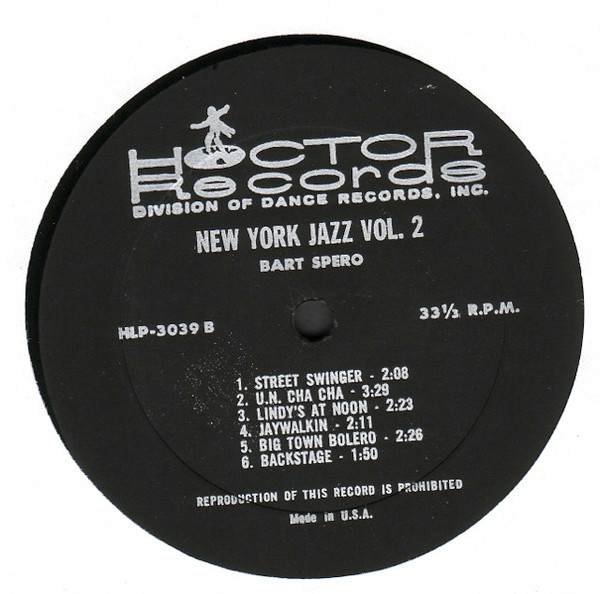 HOCTOR
Records
DIVISION OF DANCE RECORDS, INC.
NEW YORK JAZZ VOL. 2
BART SPERO
HLP-3039 B
33⅓ R.P.M.
1. STREET SWINGER - 2:08
2. U.N. CHA CHA - 3:29
3. LINDY'S AT NOON - 2:23
4. JAYWALKIN - 2:11
5. BIG TOWN BOLERO - 2:26
6. BACKSTAGE - 1:50
REPRODUCTION OF THIS RECORD IS PROHIBITED
Made in U.S.A.